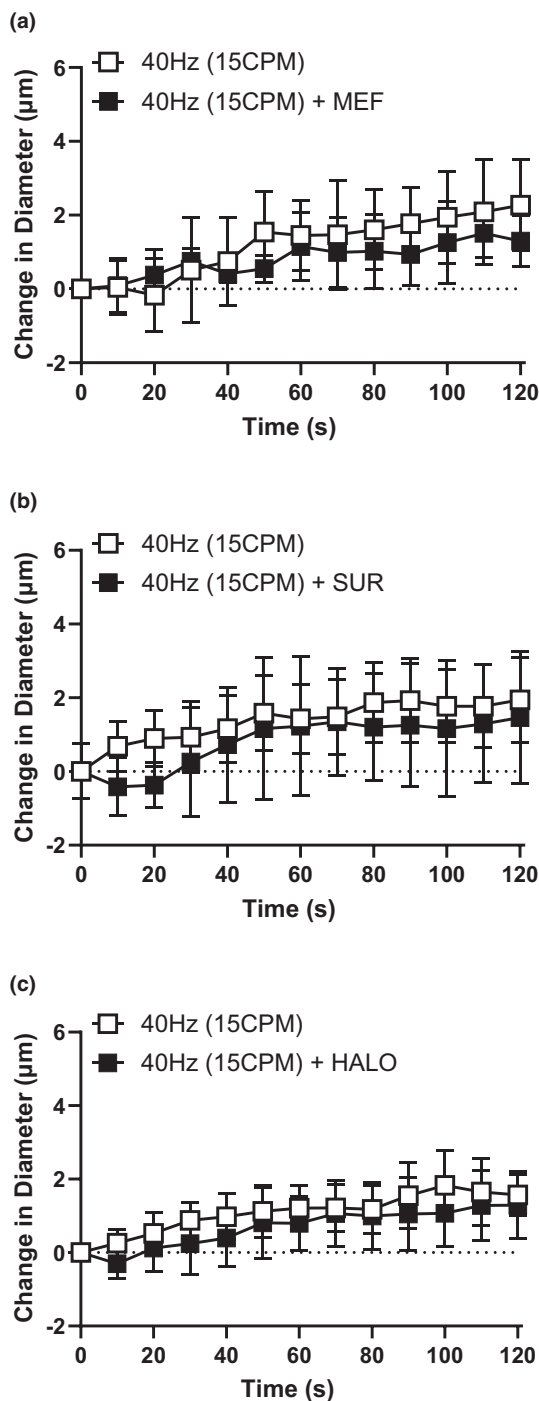 (a)
6
40Hz (15CPM)
40Hz (15CPM) + MEF
4
2
0
-2
Change in Diameter (µm)
0 20 40 60 80 100 120
Time (s)
(b)
6
40Hz (15CPM)
40Hz (15CPM) + SUR
4
2
0
-2
Change in Diameter (µm)
0 20 40 60 80 100 120
Time (s)
(c)
6
40Hz (15CPM)
40Hz (15CPM) + HALO
4
2
0
-2
Change in Diameter (µm)
0 20 40 60 80 100 120
Time (s)